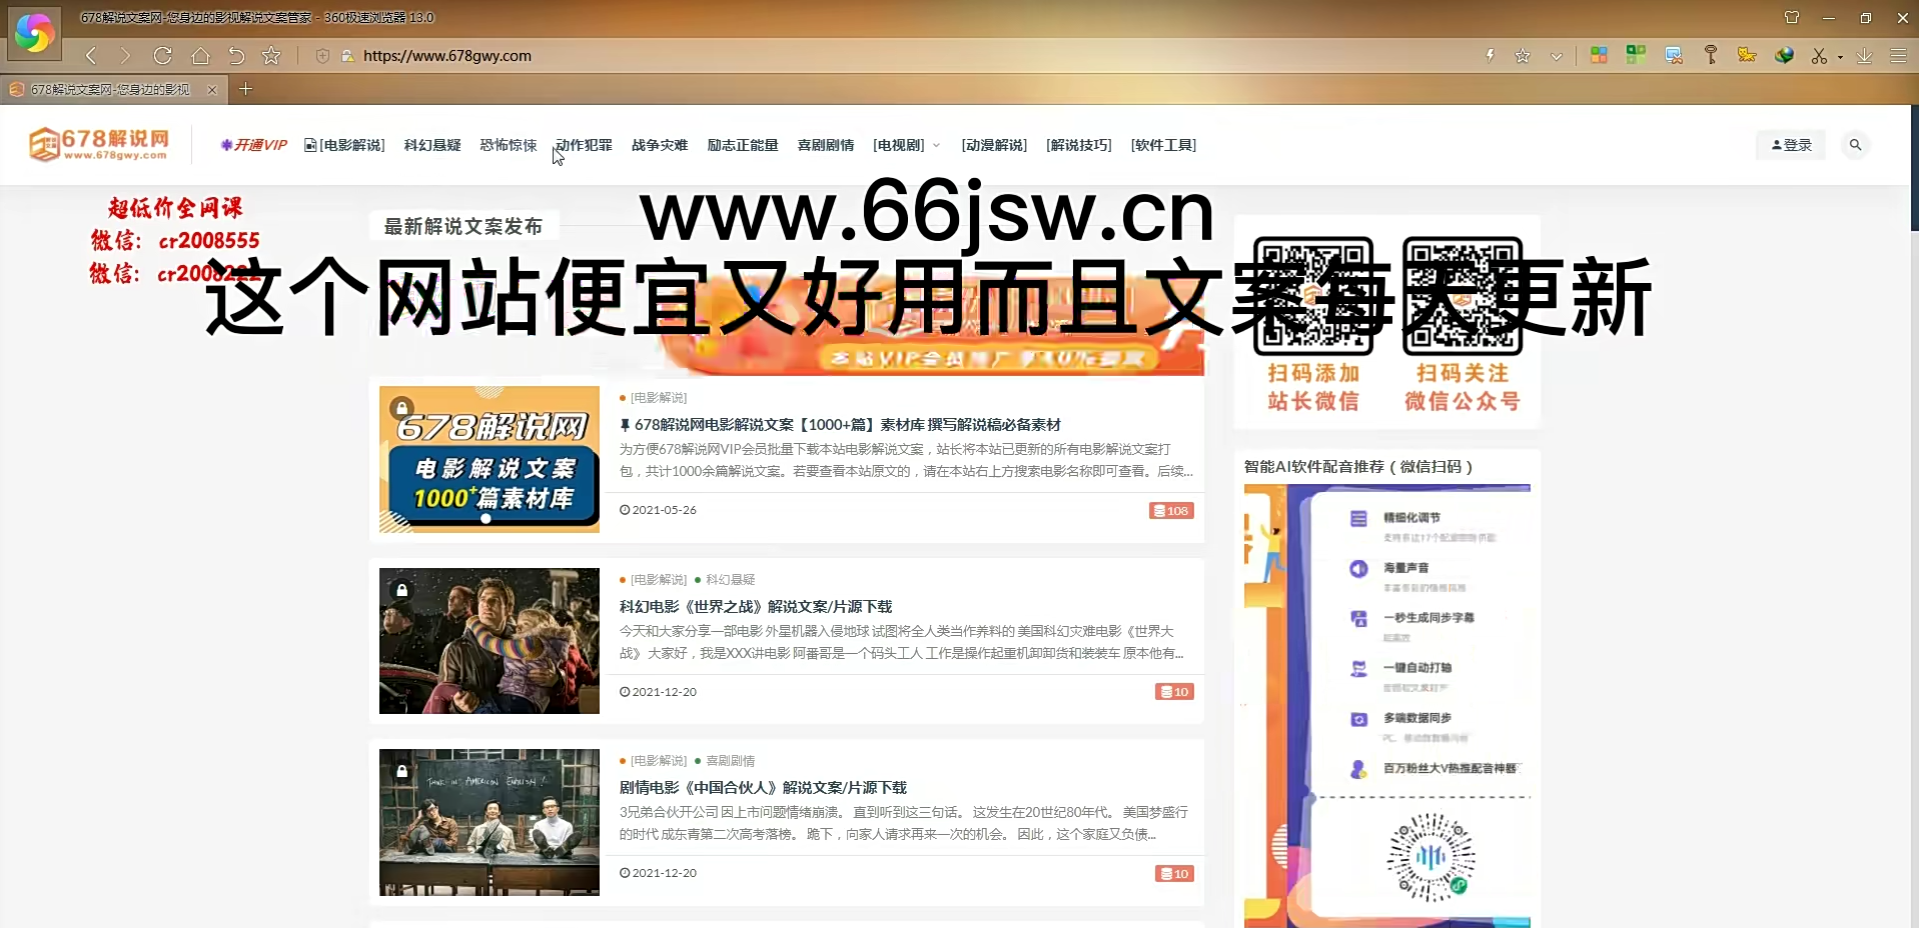 678解说文案网-您身边的影视解说文案管家 - 360极速浏览器 13.0
https://www.678gwy.com
678解说文案网-您身边的影视
678解说网
www.678gwy.com
开通VIP [电影解说] 科幻悬疑 恐怖惊悚 动作犯罪 战争灾难 励志正能量 喜剧剧情 [电视剧] [动漫解说] [解说技巧] [软件工具]
登录
超低价全网课
微信：cr2008555
微信：cr2008222
www.66jsw.cn
这个网站便宜又好用而且文案每天更新
最新解说文案发布
扫码添加
站长微信
扫码关注
微信公众号
[电影解说]
678解说网电影解说文案【1000+篇】素材库 撰写解说稿必备素材
为方便678解说网VIP会员批量下载本站电影解说文案，站长将本站已更新的所有电影解说文案打
包，共计1000余篇解说文案。若要查看本站原文的，请在本站右上方搜索电影名称即可查看。后续...
2021-05-26
108
678解说网
电影解说文案
1000+篇素材库
[电影解说] 科幻悬疑
科幻电影《世界之战》解说文案/片源下载
今天和大家分享一部电影 外星机器入侵地球 试图将全人类当作养料的 美国科幻灾难电影《世界大
战》 大家好，我是XXX讲电影 阿番哥是一个码头工人 工作是操作起重机卸卸货和装装车 原本他有...
2021-12-20
10
[电影解说] 喜剧剧情
剧情电影《中国合伙人》解说文案/片源下载
3兄弟合伙开公司 因上市问题情绪崩溃。 直到听到这三句话。 这发生在20世纪80年代。 美国梦盛行
的时代 成东青第二次高考落榜。 跪下，向家人请求再来一次的机会。 因此，这个家庭又负债...
2021-12-20
10
智能AI软件配音推荐（微信扫码）
精细化调节
海量声音
一秒生成同步字幕
一键自动打轴
多端数据同步
百万粉丝大V热推配音神器